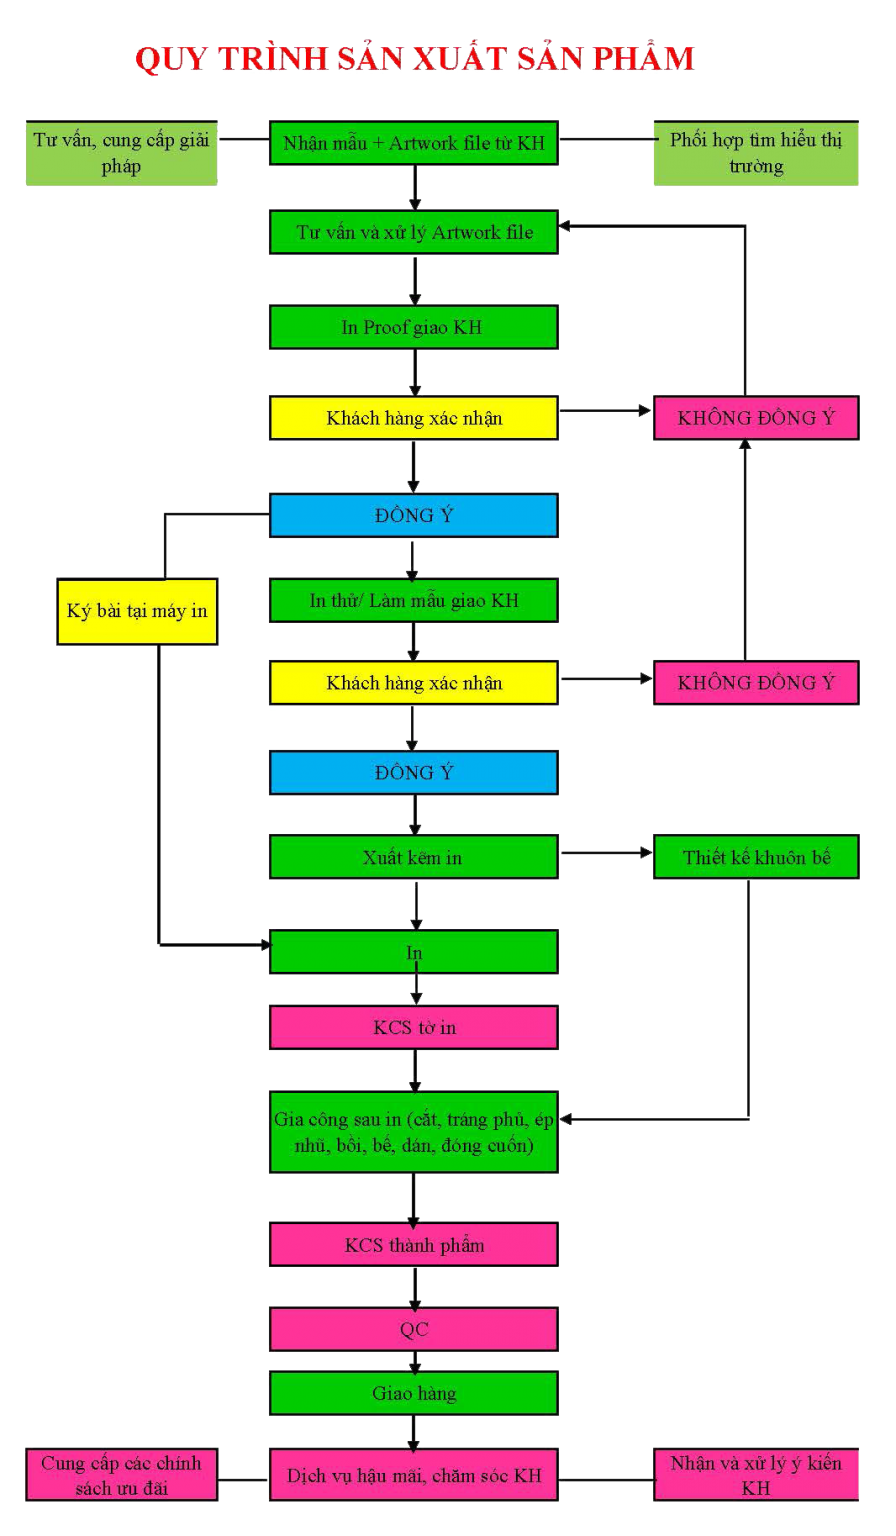 QUY TRÌNH SẢN XUẤT SẢN PHẨM
Tư vấn, cung cấp giải
pháp
Nhận mẫu + Artwork file từ KH
Phối hợp tìm hiểu thị
trường
Tư vấn và xử lý Artwork file
In Proof giao KH
Khách hàng xác nhận
KHÔNG ĐỒNG Ý
ĐỒNG Ý
Ký bài tại máy in
In thử/ Làm mẫu giao KH
Khách hàng xác nhận
KHÔNG ĐỒNG Ý
ĐỒNG Ý
Xuất kẽm in
Thiết kế khuôn bế
In
KCS tờ in
Gia công sau in (cắt, tráng phủ, ép
nhũ, bồi, bế, dán, đóng cuốn)
KCS thành phẩm
QC
Giao hàng
Cung cấp các chính
sách ưu đãi
Dịch vụ hậu mãi, chăm sóc KH
Nhận và xử lý ý kiến
KH